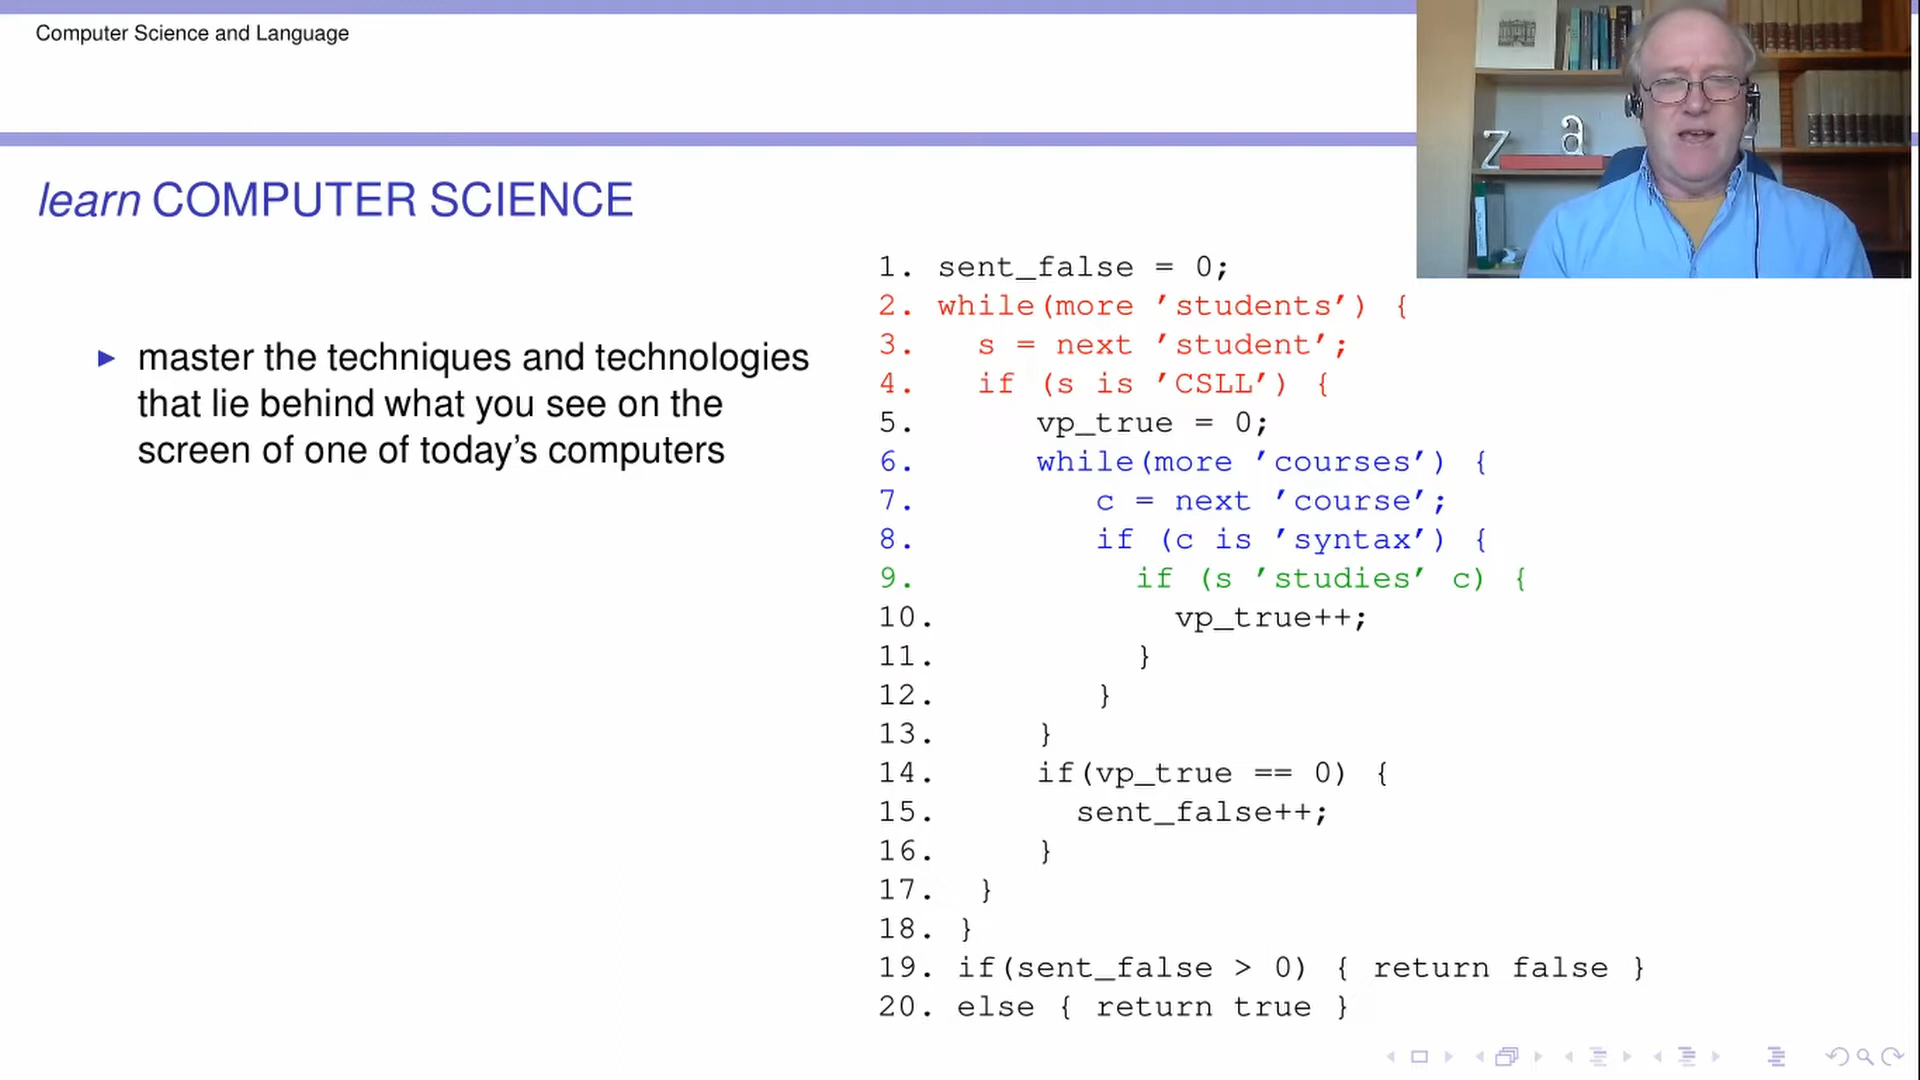 Computer Science and Language
learn COMPUTER SCIENCE
▶ master the techniques and technologies
that lie behind what you see on the
screen of one of today's computers
1. sent_false = 0;
2. while(more ’students’) {
3.   s = next ’student’;
4.   if (s is ’CSLL’) {
5.      vp_true = 0;
6.      while(more ’courses’) {
7.         c = next ’course’;
8.         if (c is ’syntax’) {
9.           if (s ’studies’ c) {
10.            vp_true++;
11.          }
12.        }
13.     }
14.     if(vp_true == 0) {
15.       sent_false++;
16.     }
17.  }
18. }
19. if(sent_false > 0) { return false }
20. else { return true }
z a